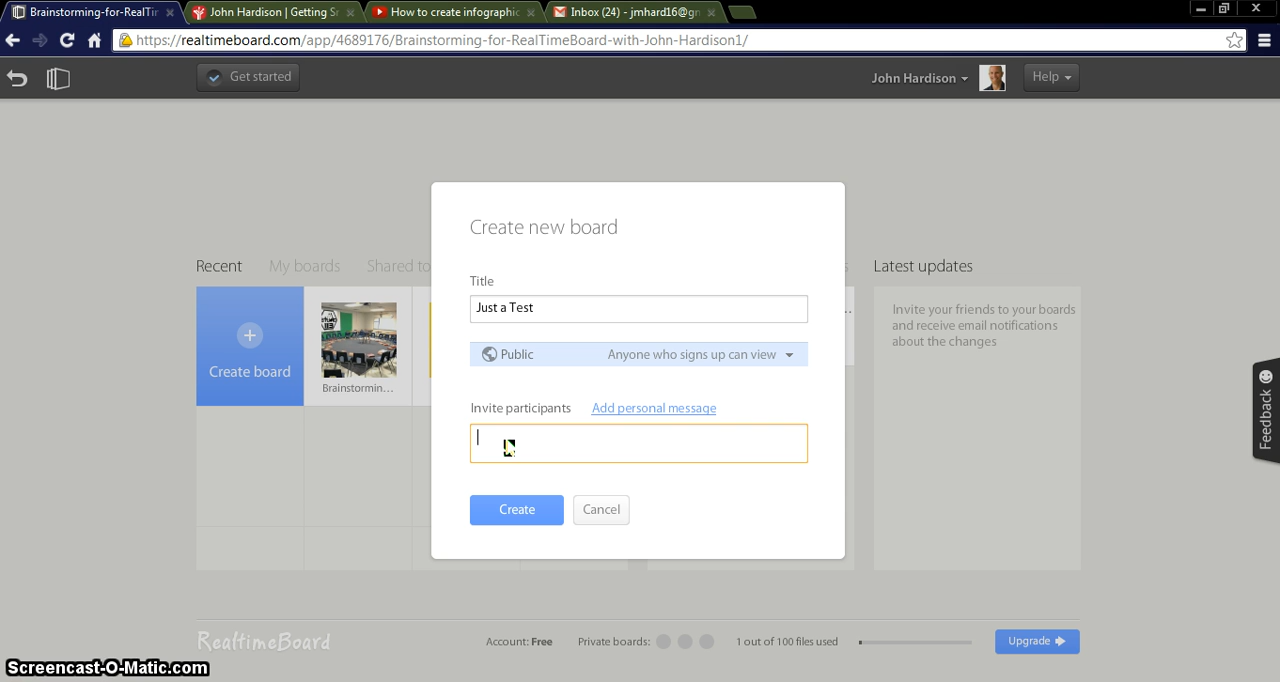 Brainstorming-for-RealTir
John Hardison | Getting Sr
How to create infographic
Inbox (24) - jmhard16@gr
https://realtimeboard.com/app/4689176/Brainstorming-for-RealTimeBoard-with-John-Hardison1/
Get started
John Hardison
Help
Create new board
Title
Just a Test
Public
Anyone who signs up can view
Invite participants
Add personal message
Create
Cancel
Recent
My boards
Shared to
Latest updates
Create board
Brainstormin...
Invite your friends to your boards
and receive email notifications
about the changes
Feedback
RealtimeBoard
Account: Free
Private boards:
1 out of 100 files used
Upgrade
Screencast-O-Matic.com